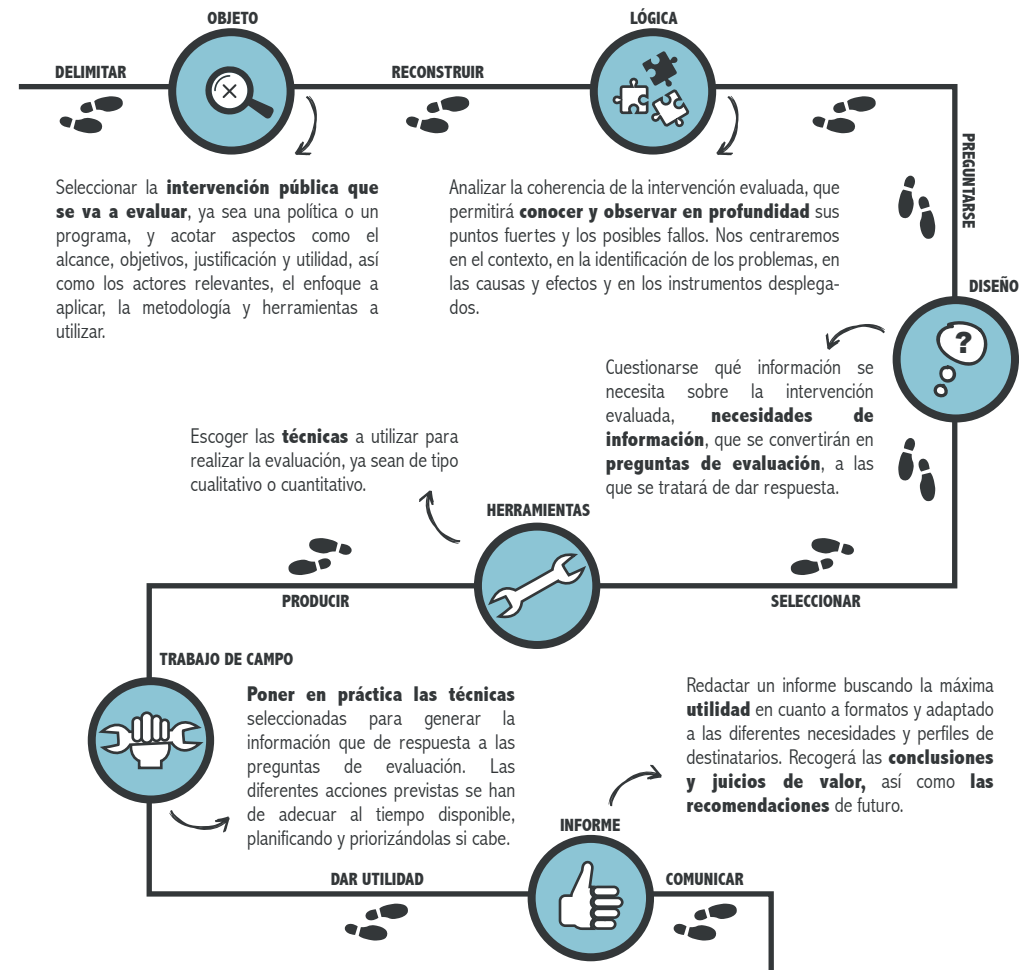 OBJETO
DELIMITAR
Seleccionar la intervención pública que
se va a evaluar, ya sea una política o un
programa, y acotar aspectos como el
alcance, objetivos, justificación y utilidad, así
como los actores relevantes, el enfoque a
aplicar, la metodología y herramientas a
utilizar.
LÓGICA
RECONSTRUIR
Analizar la coherencia de la intervención evaluada, que
permitirá conocer y observar en profundidad sus
puntos fuertes y los posibles fallos. Nos centraremos
en el contexto, en la identificación de los problemas, en
las causas y efectos y en los instrumentos desplega-
dos.
PREGUNTARSE
DISEÑO
?
Cuestionarse qué información se
necesita sobre la intervención
evaluada, necesidades de
información, que se convertirán en
preguntas de evaluación, a las
que se tratará de dar respuesta.
SELECCIONAR
HERRAMIENTAS
Escoger las técnicas a utilizar para
realizar la evaluación, ya sean de tipo
cualitativo o cuantitativo.
PRODUCIR
TRABAJO DE CAMPO
Poner en práctica las técnicas
seleccionadas para generar la
información que de respuesta a las
preguntas de evaluación. Las
diferentes acciones previstas se han
de adecuar al tiempo disponible,
planificando y priorizándolas si cabe.
DAR UTILIDAD
INFORME
Redactar un informe buscando la máxima
utilidad en cuanto a formatos y adaptado
a las diferentes necesidades y perfiles de
destinatarios. Recogerá las conclusiones
y juicios de valor, así como las
recomendaciones de futuro.
COMUNICAR